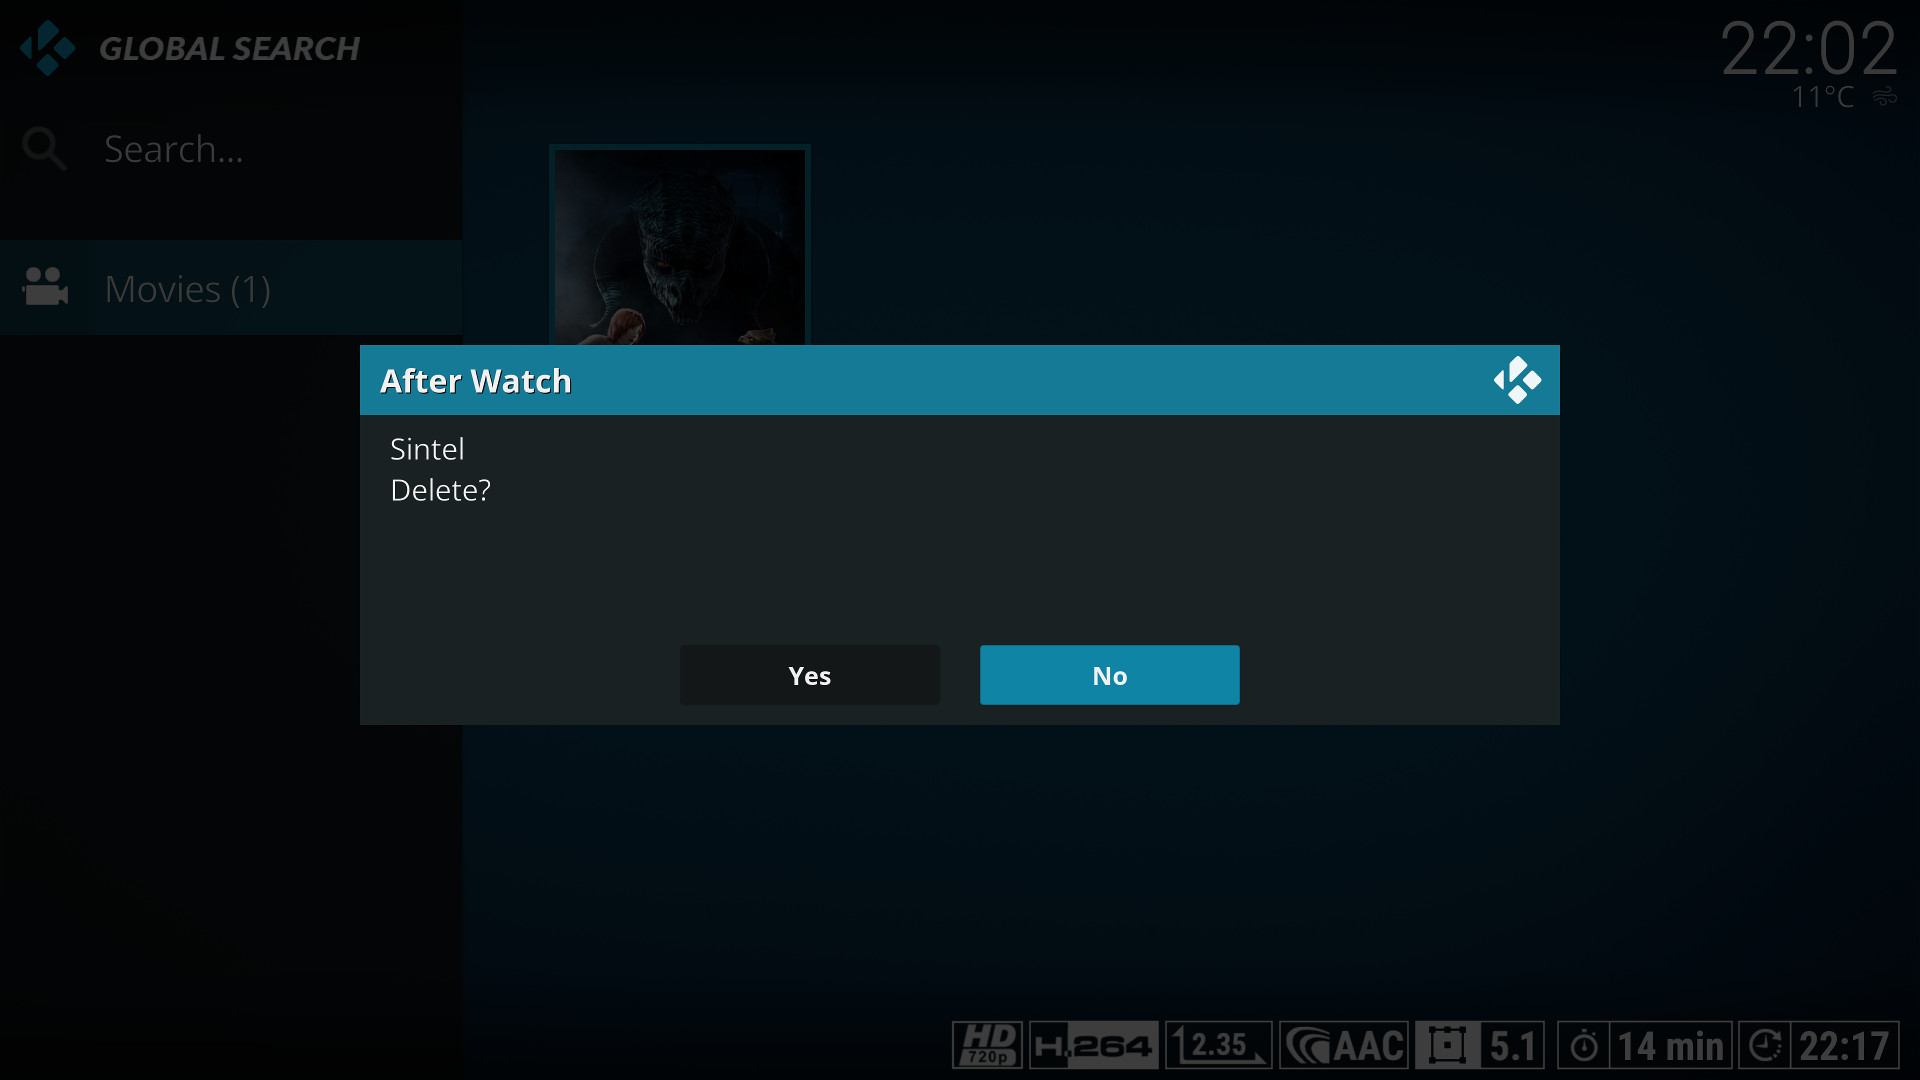 GLOBAL SEARCH
22:02
11°C
Search...
Movies (1)
After Watch
Sintel
Delete?
Yes
No
HD 720p H.264 2.35 AAC 5.1 14 min 22:17